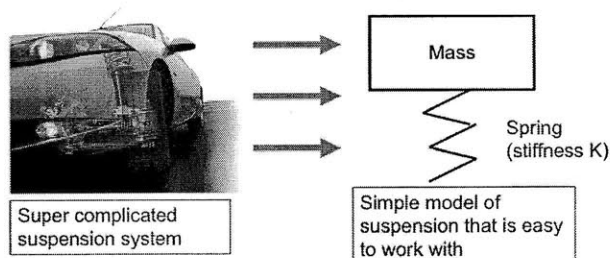 Mass
Spring
(stiffness K)
Super complicated
suspension system
Simple model of
suspension that is easy
to work with